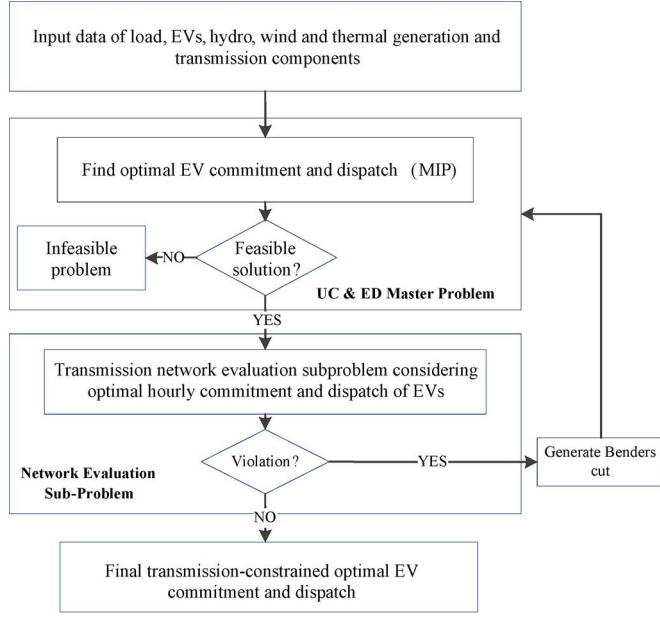 Input data of load, EVs, hydro, wind and thermal generation and
transmission components
Find optimal EV commitment and dispatch (MIP)
Infeasible
problem
NO
Feasible
solution?
UC & ED Master Problem
YES
Transmission network evaluation subproblem considering
optimal hourly commitment and dispatch of EVs
Violation?
YES
Generate Benders
cut
Network Evaluation
Sub-Problem
NO
Final transmission-constrained optimal EV
commitment and dispatch